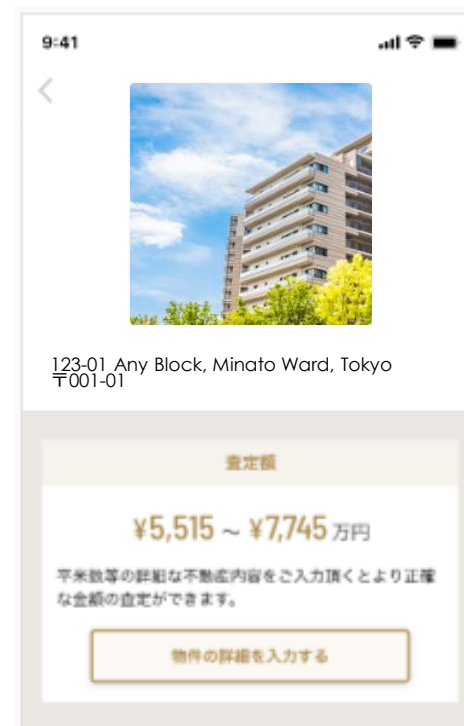 9:41
123-01 Any Block, Minato Ward, Tokyo
〒001-01
査定額
¥5,515 ~ ¥7,745 万円
平米数等の詳細な不動産内容をご入力頂くとより正確
な金額の査定ができます。
物件の詳細を入力する